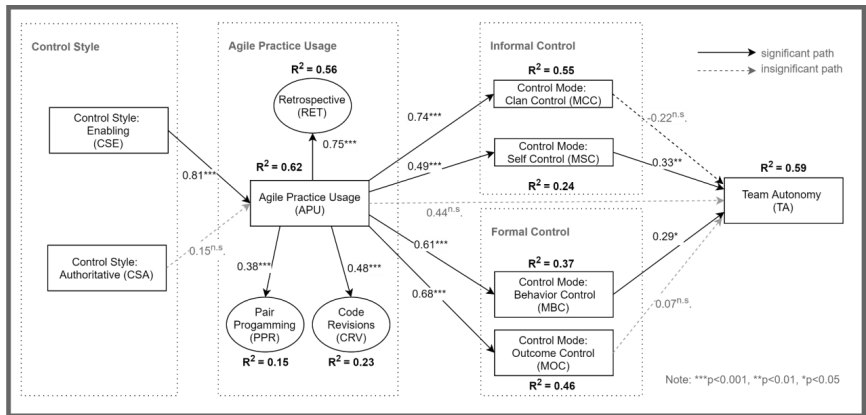 Control Style
Agile Practice Usage
Informal Control
R² = 0.56
R² = 0.55
significant path
insignificant path
Retrospective
(RET)
Control Mode:
Clan Control (MCC)
Control Style:
Enabling
(CSE)
0.74***
-0.22n.s.
0.75***
Control Mode:
Self Control (MSC)
R² = 0.62
0.49***
0.33**
R² = 0.59
0.81***
R² = 0.24
Agile Practice Usage
(APU)
Team Autonomy
(TA)
0.44n.s.
Formal Control
Control Style:
Authoritative (CSA)
0.15n.s.
0.61***
0.29*
R² = 0.37
0.38***
0.48***
0.68***
Control Mode:
Behavior Control
(MBC)
0.07n.s.
Pair
Progamming
(PPR)
Code
Revisions
(CRV)
Control Mode:
Outcome Control
(MOC)
R² = 0.15
R² = 0.23
R² = 0.46
Note: ***p<0.001, **p<0.01, *p<0.05